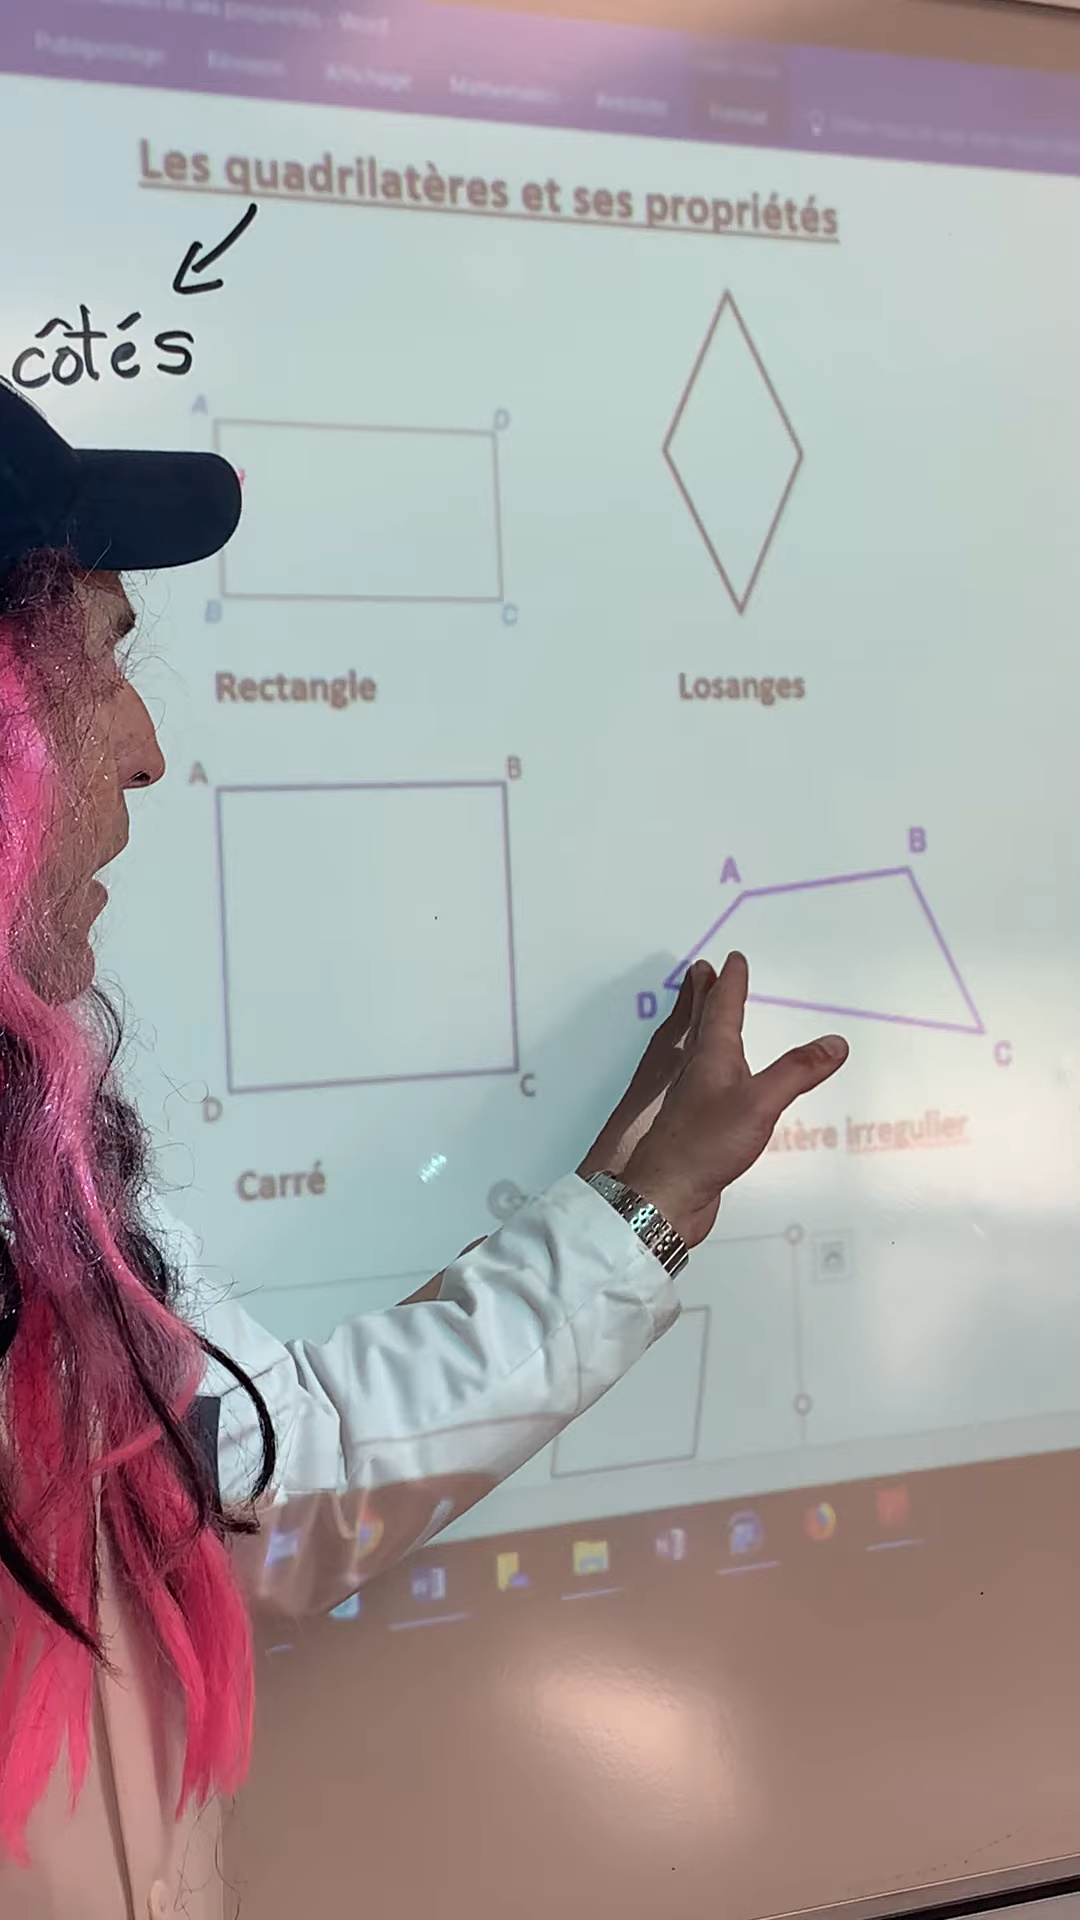 Les quadrilatères et ses propriétés
côtés
A D
B C
Rectangle
Losanges
A B
D C
Carré
A B
D C
irregulier